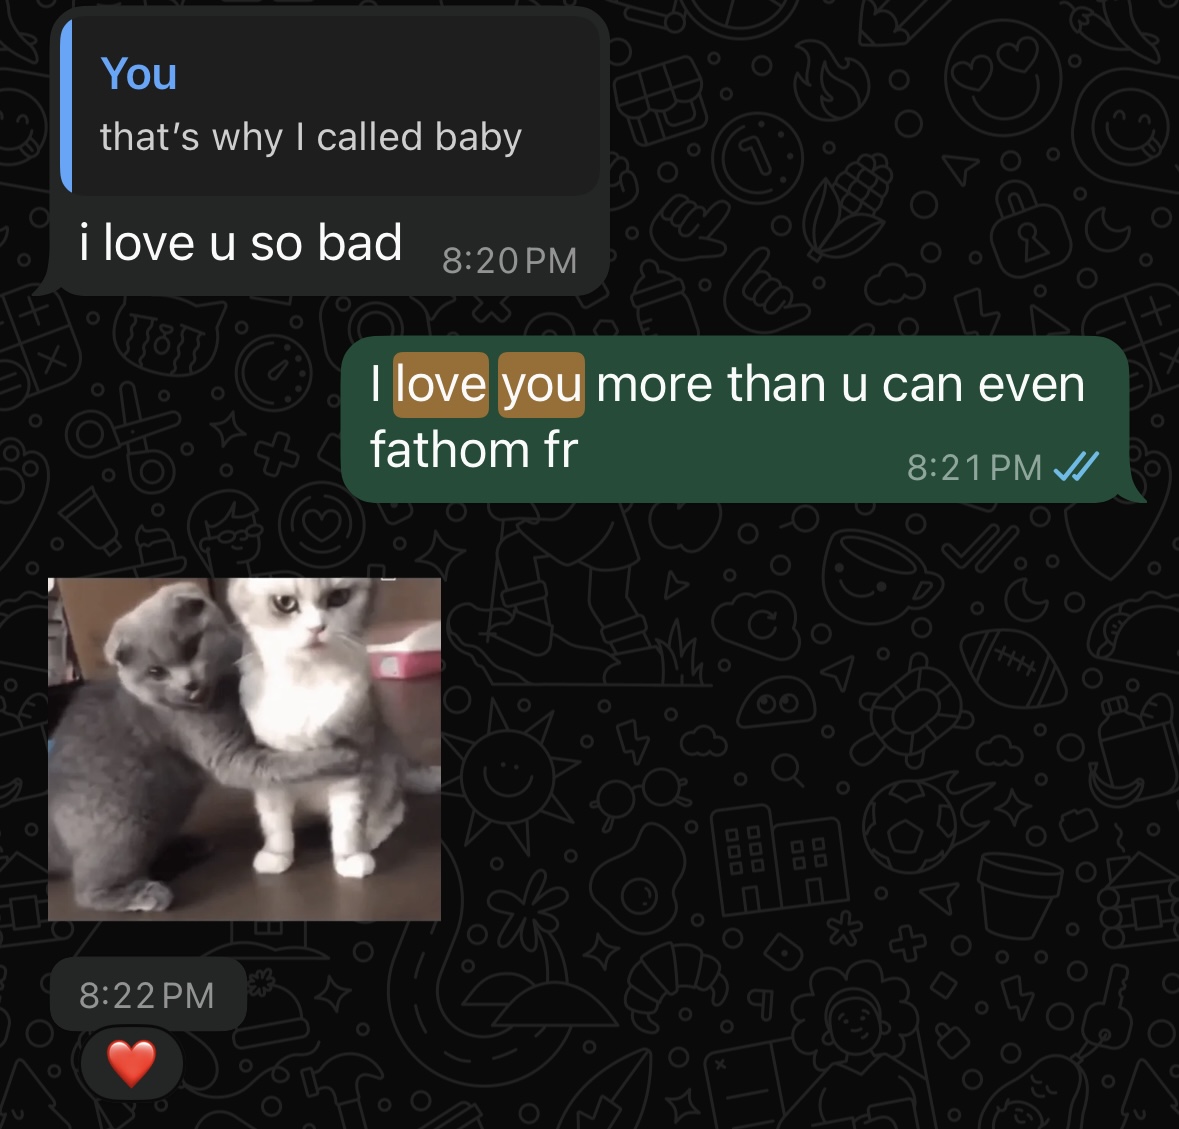 You
that’s why I called baby
i love u so bad
8:20 PM
I love you more than u can even
fathom fr
8:21 PM
8:22 PM